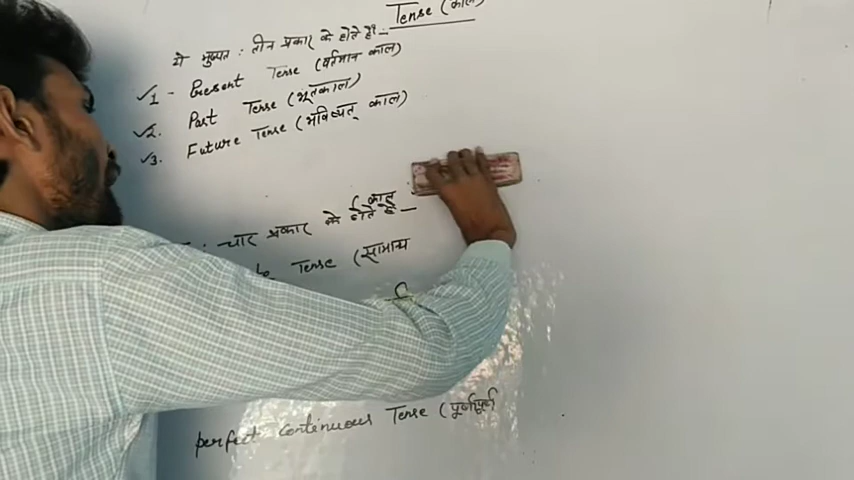 Tense (काल)
ये मुख्यतः तीन प्रकार के होते हैं:—
✓1 - Present Tense (वर्तमान काल)
✓2. Past Tense (भूतकाल)
✓3. Future Tense (भविष्यत् काल)
: चार प्रकार के होते हैं —
Tense (सामान्य
perfect continuous Tense (पूर्णापूर्ण